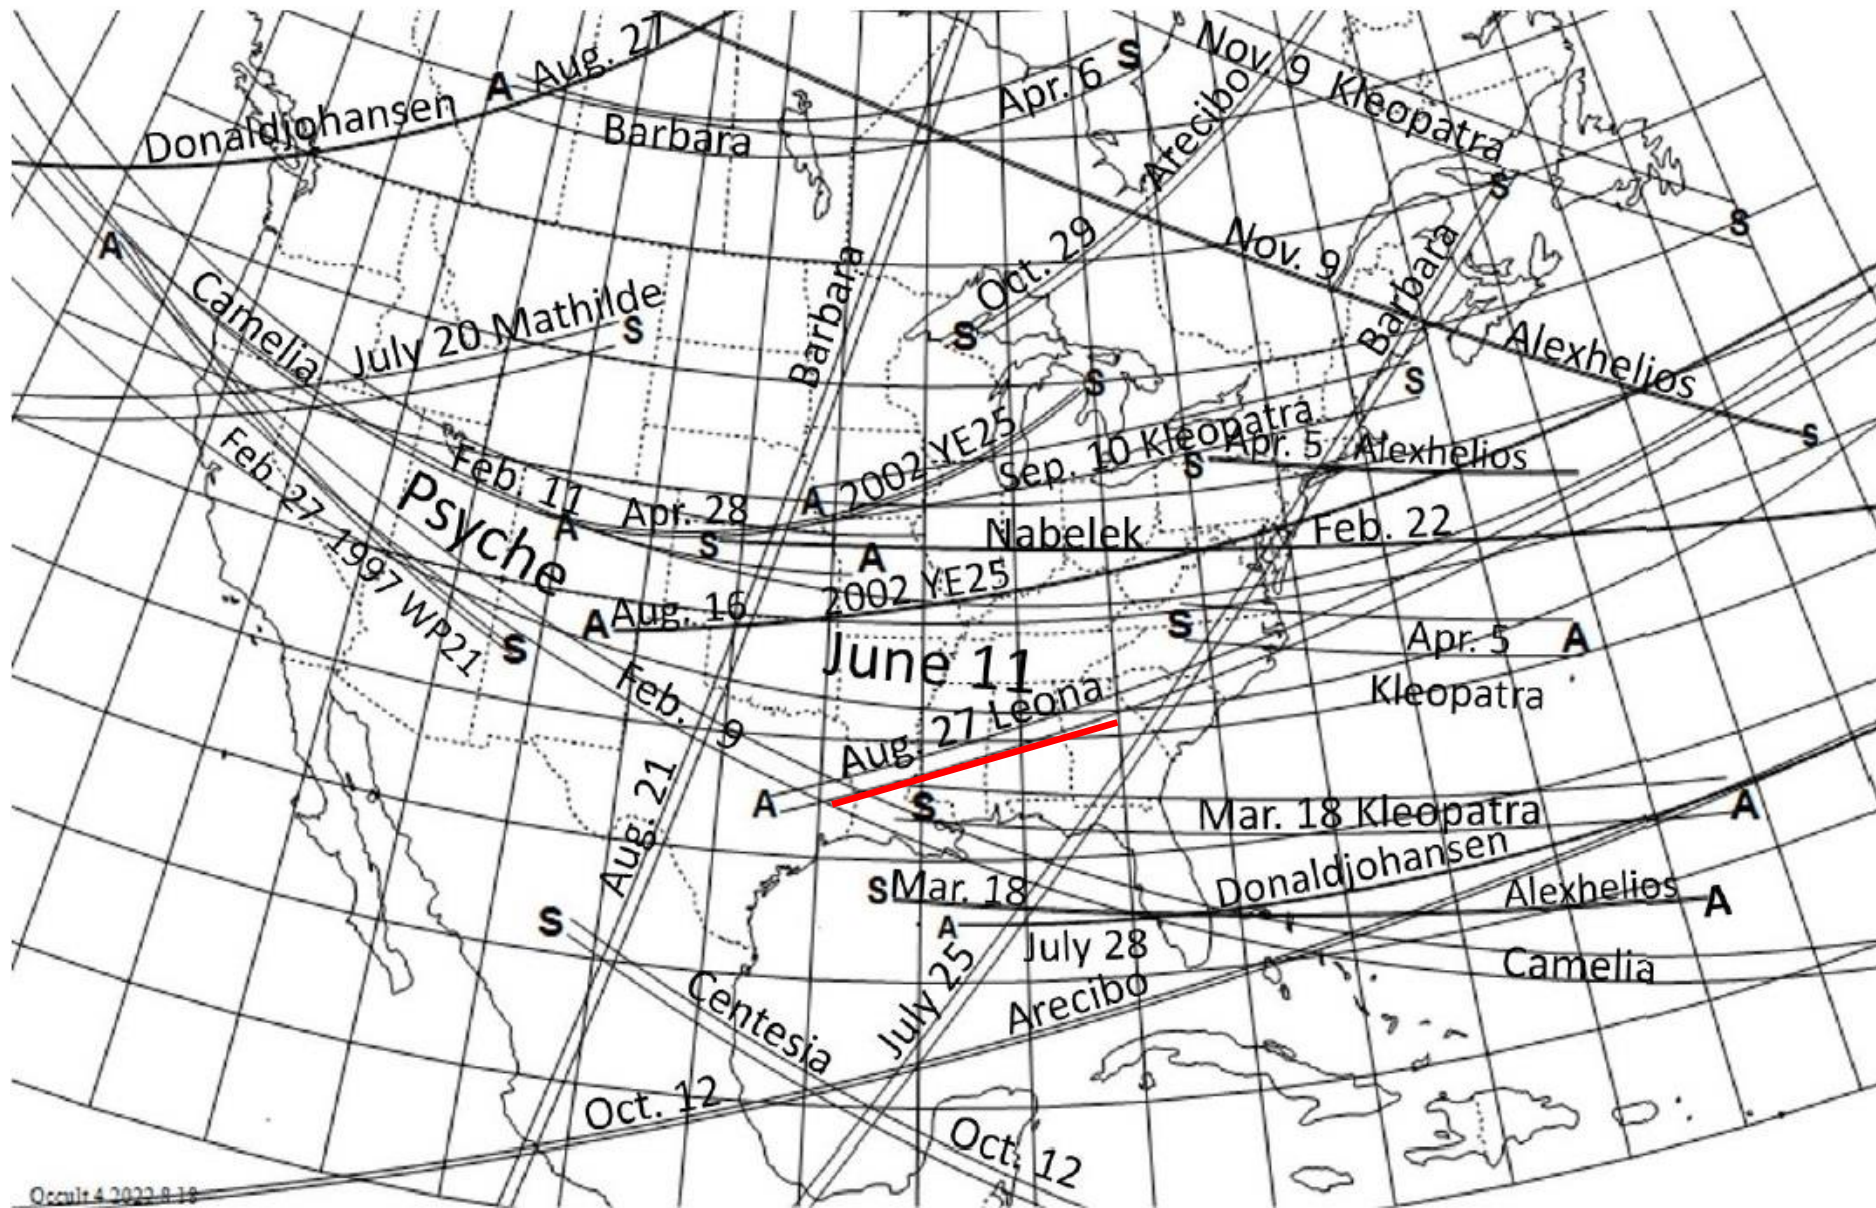 Aug. 27
Donaldjohansen
A
Barbara
Apr. 6
S
Nov. 9 Kleopatra
Arecibo
S
S
A
Camelia
July 20 Mathilde
S
Barbara
Oct. 29
S
Nov. 9
Barbara
Alexhelios
S
S
S
Feb. 27 1997 WP21
S
Psyche
Feb. 11
A
Apr. 28
S
A
2002 YE25
Sep. 10 Kleopatra
S
Apr. 5 Alexhelios
Nabelek
Feb. 22
A
A
Aug. 16
2002 YE25
June 11
S
Apr. 5
A
Kleopatra
Feb. 9
Aug. 27 Leona
A
S
Aug. 21
Mar. 18 Kleopatra
A
Donaldjohansen
S
Mar. 18
Alexhelios
A
A
July 28
July 25
Camelia
S
Centesia
Arecibo
Oct. 12
Oct. 12
Occult 4.2022.8.18